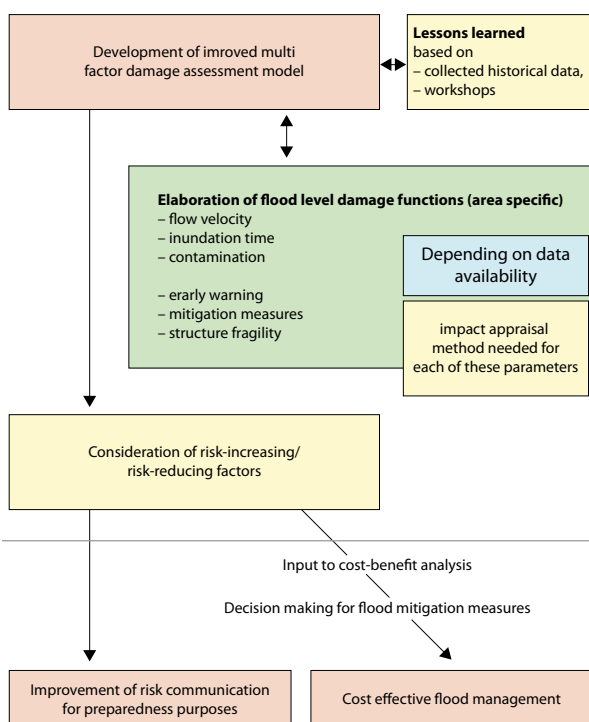 Development of imroved multi
factor damage assessment model
Lessons learned
based on
– collected historical data,
– workshops
Elaboration of flood level damage functions (area specific)
– flow velocity
– inundation time
– contamination
– erarly warning
– mitigation measures
– structure fragility
Depending on data
availability
impact appraisal
method needed for
each of these parameters
Consideration of risk-increasing/
risk-reducing factors
Input to cost-benefit analysis
Decision making for flood mitigation measures
Improvement of risk communication
for preparedness purposes
Cost effective flood management